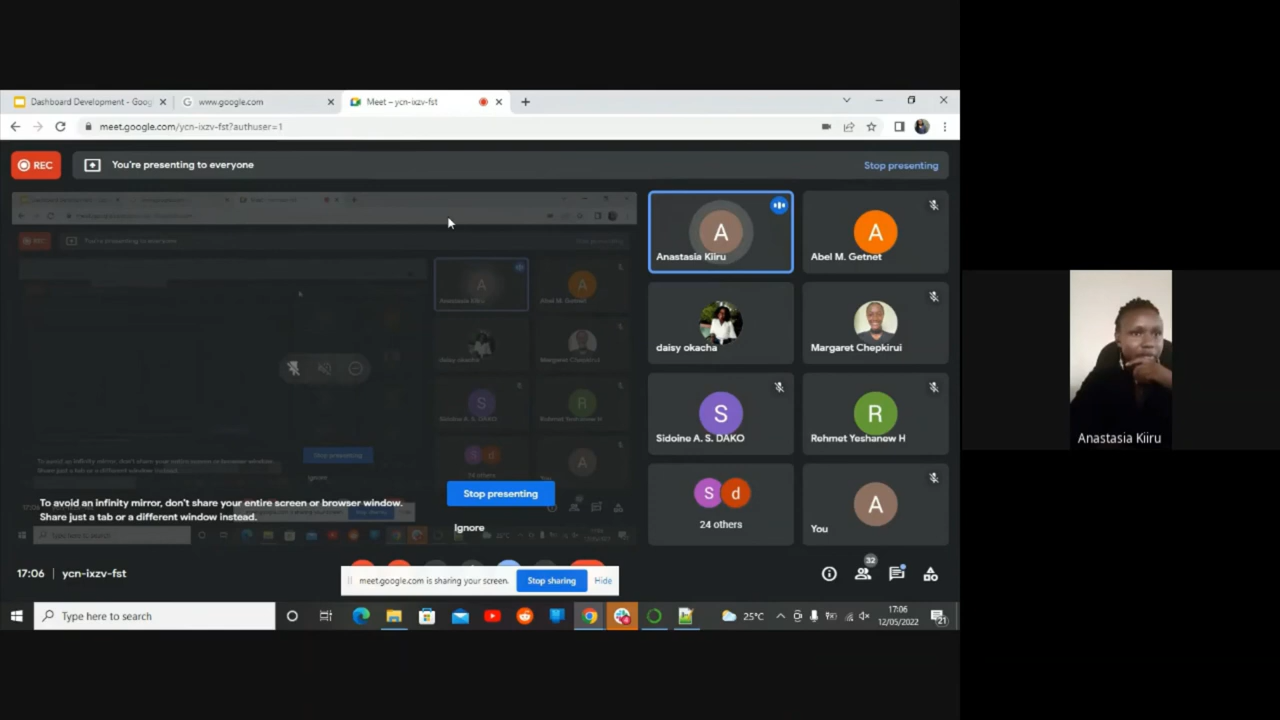 Dashboard Development - Goog
www.google.com
Meet – ycn-ixzv-fst
meet.google.com/ycn-ixzv-fst?authuser=1
REC
You're presenting to everyone
Stop presenting
A
Anastasia Kiiru
A
Abel M. Getnet
daisy okacha
Margaret Chepkirui
S
Sidoine A. S. DAKO
R
Rehmet Yeshanew H
S d
24 others
A
You
To avoid an infinity mirror, don't share your entire screen or browser window.
Share just a tab or a different window instead.
Stop presenting
Ignore
17:06 | ycn-ixzv-fst
meet.google.com is sharing your screen.
Stop sharing
Hide
32
Type here to search
25°C
17:06
12/05/2022
21
Anastasia Kiiru